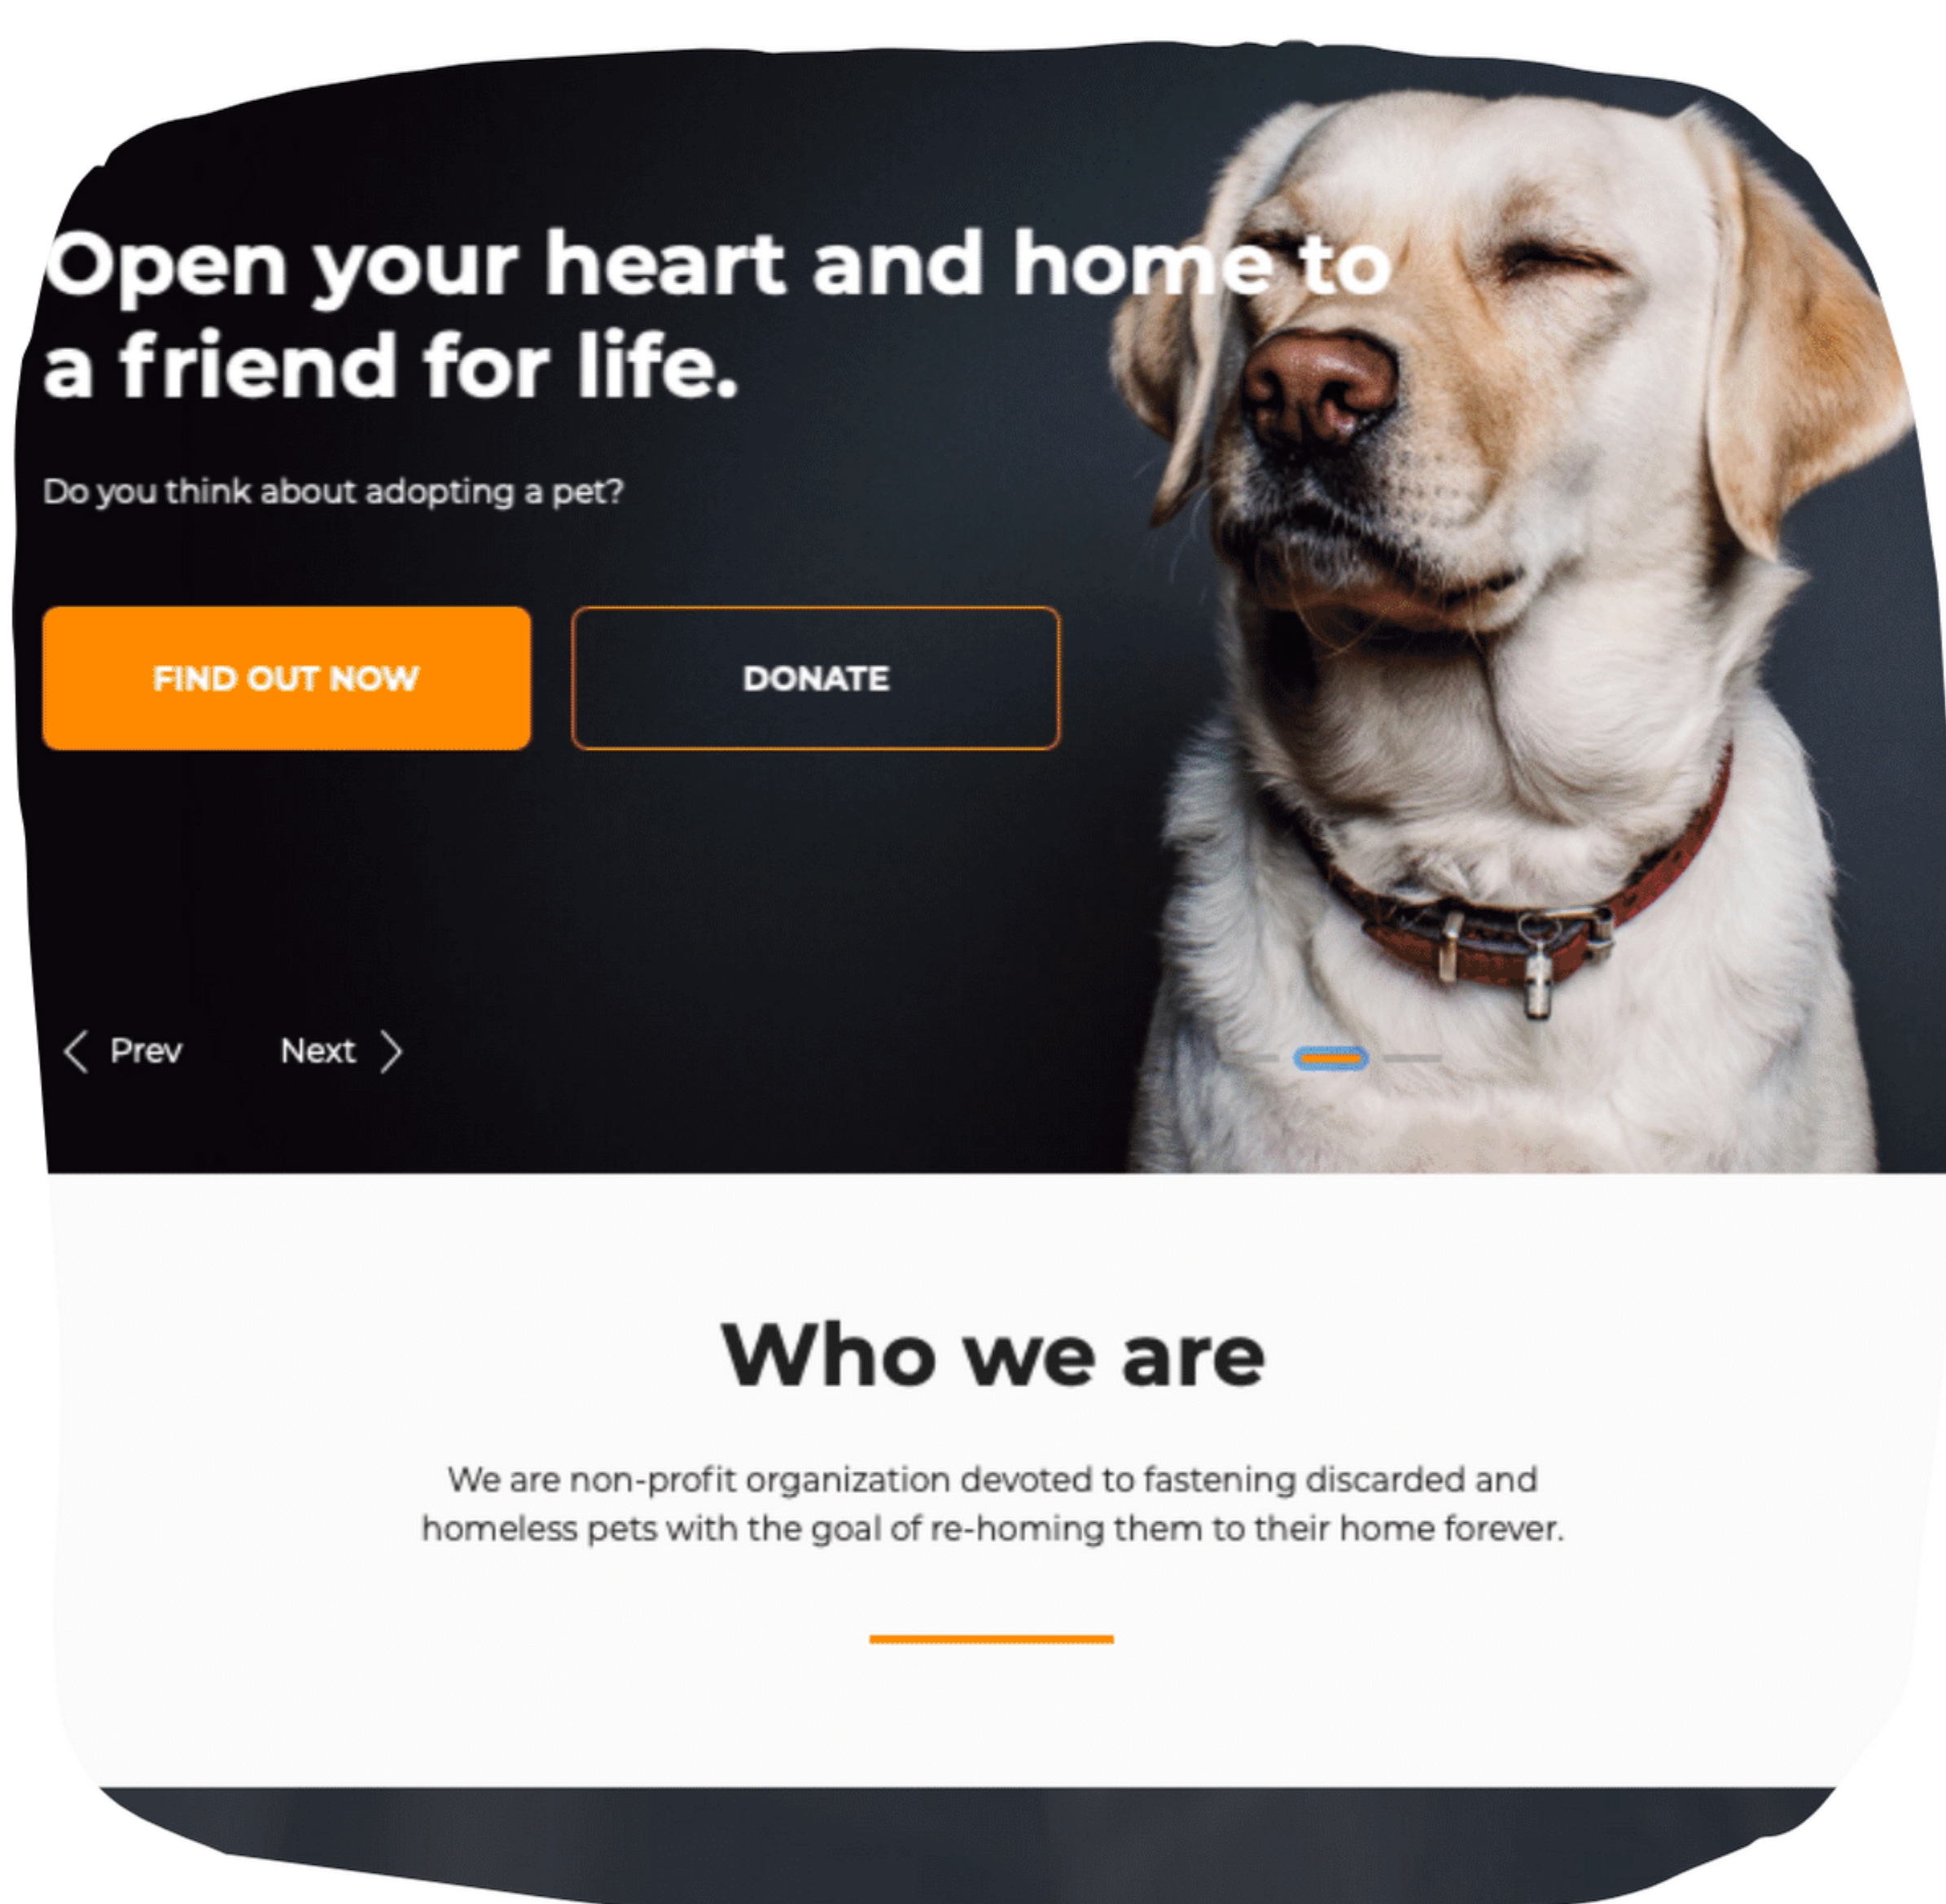 Open your heart and home to
a friend for life.
Do you think about adopting a pet?
FIND OUT NOW
DONATE
Prev
Next
Who we are
We are non-profit organization devoted to fastening discarded and
homeless pets with the goal of re-homing them to their home forever.